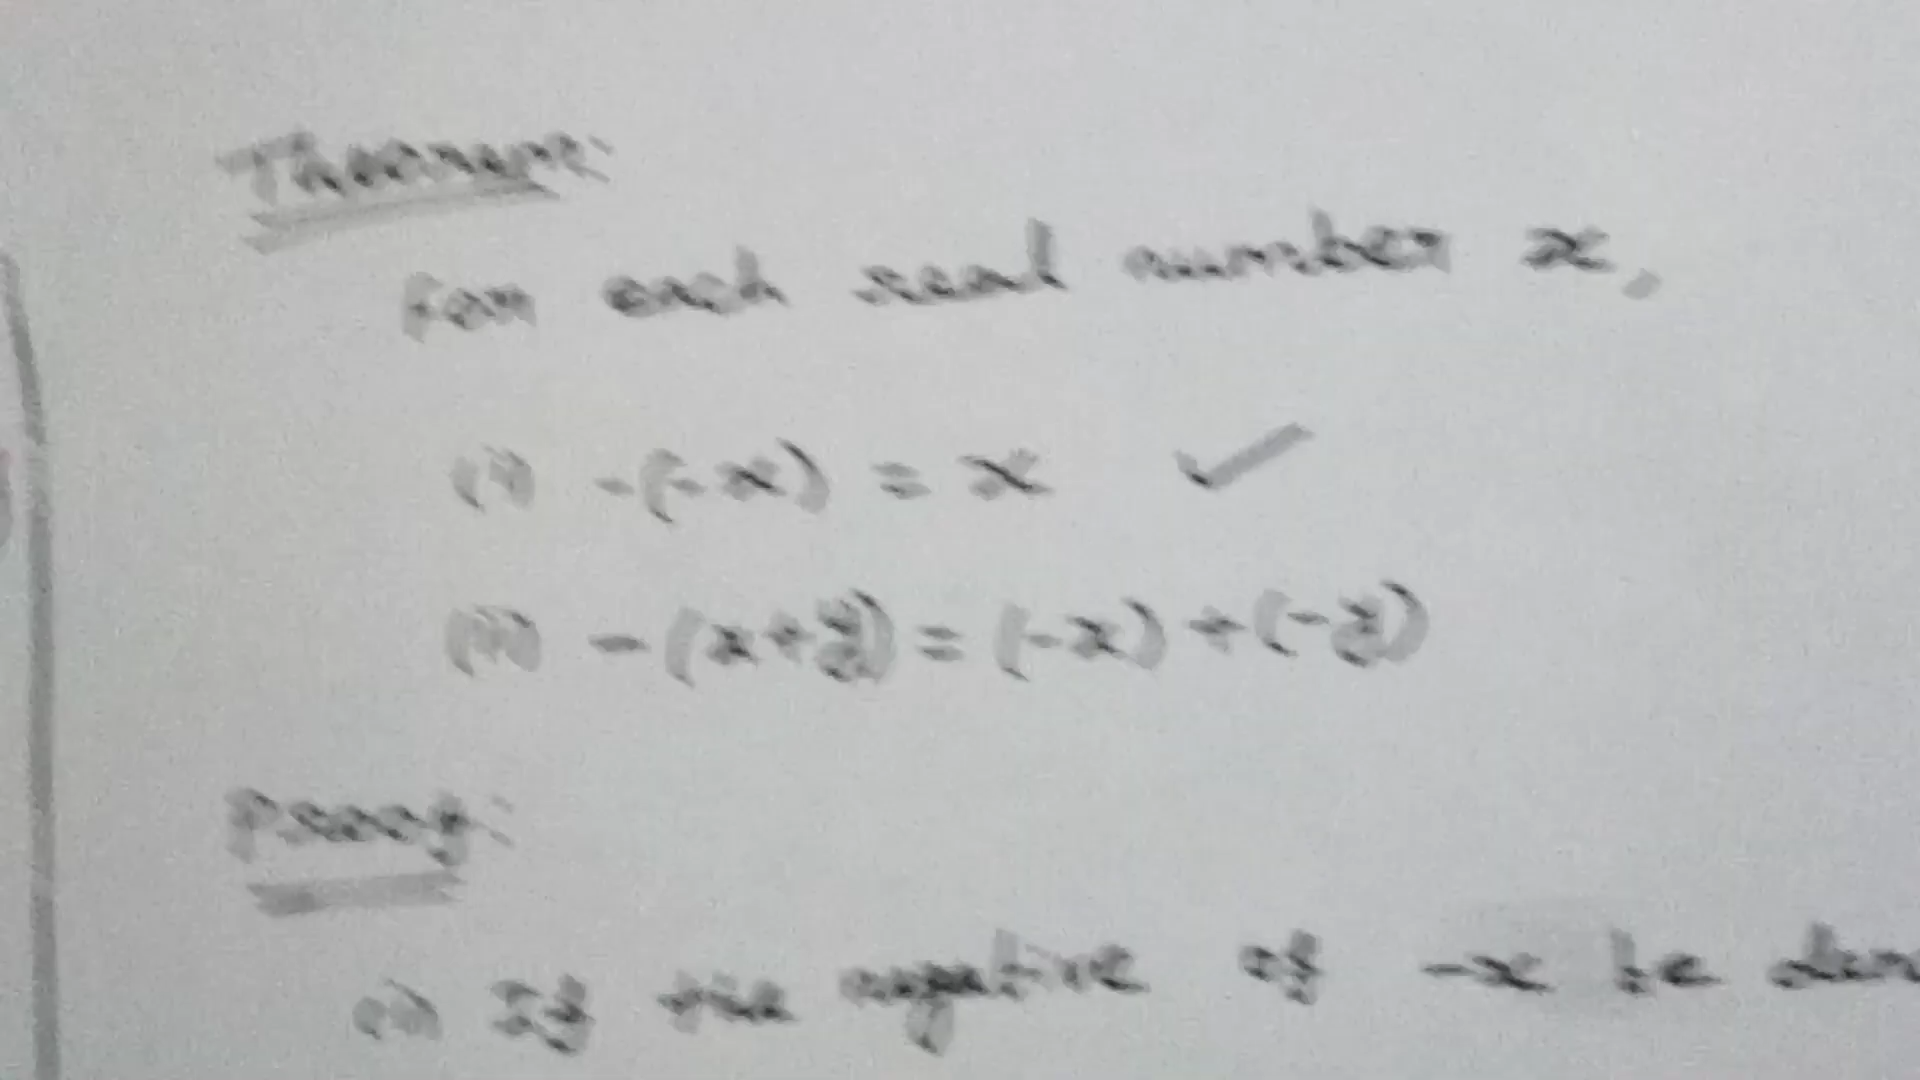 Theorem:
For each real number x,
(i) -(-x) = x ✓
(ii) -(x+y) = (-x)+(-y)
Proof:
(i) If the negative of -x be